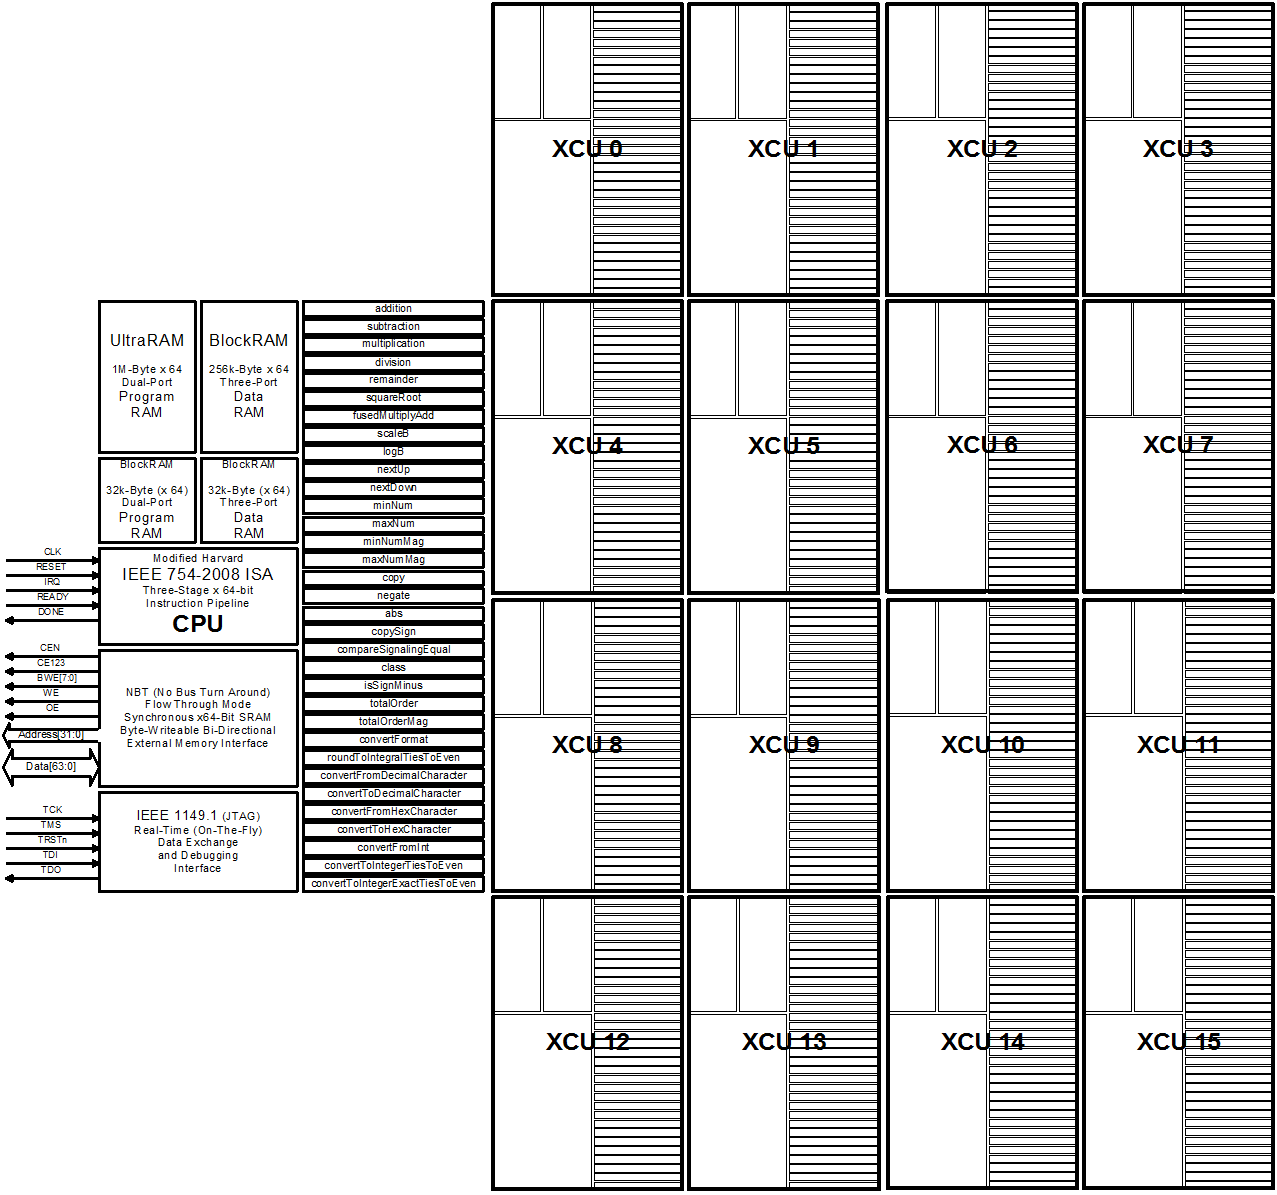 XCU 0
XCU 1
XCU 2
XCU 3
UltraRAM
1M-Byte x 64
Dual-Port
Program
RAM
BlockRAM
256k-Byte x 64
Three-Port
Data
RAM
BlockRAM
32k-Byte (x 64)
Dual-Port
Program
RAM
BlockRAM
32k-Byte (x 64)
Three-Port
Data
RAM
CLK
RESET
IRQ
READY
DONE
Modified Harvard
IEEE 754-2008 ISA
Three-Stage x 64-bit
Instruction Pipeline
CPU
CEN
CE123
BWE[7:0]
WE
OE
Address[31:0]
Data[63:0]
NBT (No Bus Turn Around)
Flow Through Mode
Synchronous x64-Bit SRAM
Byte-Writeable Bi-Directional
External Memory Interface
TCK
TMS
TRSTn
TDI
TDO
IEEE 1149.1 (JTAG)
Real-Time (On-The-Fly)
Data Exchange
and Debugging
Interface
addition
subtraction
multiplication
division
remainder
squareRoot
fusedMultiplyAdd
scaleB
logB
nextUp
nextDown
minNum
maxNum
minNumMag
maxNumMag
copy
negate
abs
copySign
compareSignalingEqual
class
isSignMinus
totalOrder
totalOrderMag
convertFormat
roundToIntegralTiesToEven
convertFromDecimalCharacter
convertToDecimalCharacter
convertFromHexCharacter
convertToHexCharacter
convertFromInt
convertToIntegerTiesToEven
convertToIntegerExactTiesToEven
XCU 4
XCU 5
XCU 6
XCU 7
XCU 8
XCU 9
XCU 10
XCU 11
XCU 12
XCU 13
XCU 14
XCU 15